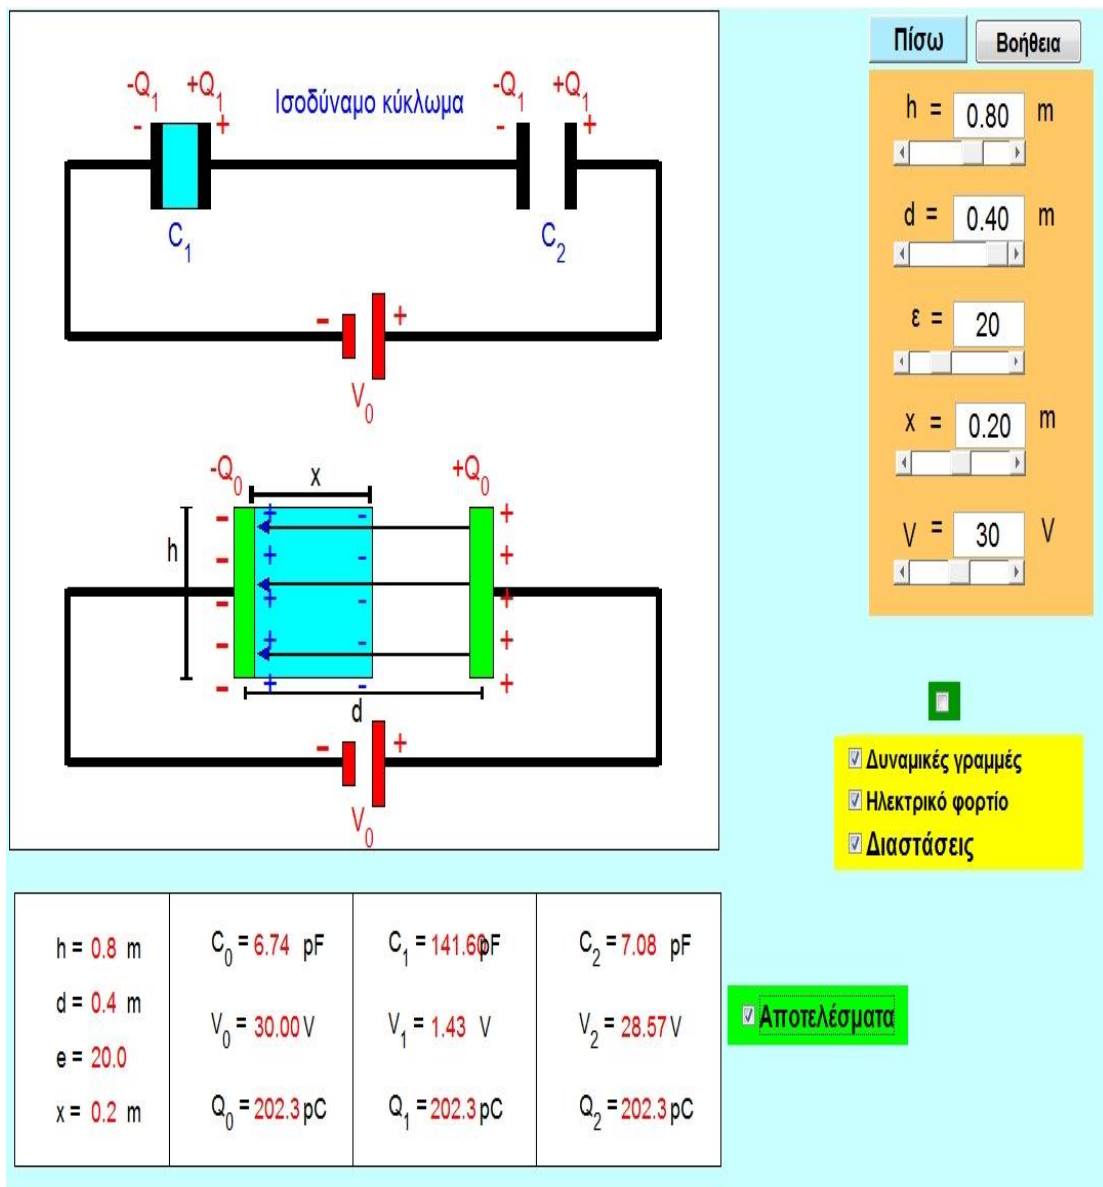 -Q1 +Q1 Ισοδύναμο κύκλωμα -Q1 +Q1
- + - +
C1 C2
- +
V0
-Q0 x +Q0
- + - +
h - + - +
- + - +
- + - +
- + - +
d
- +
V0
Πίσω Βοήθεια
h = 0.80 m
d = 0.40 m
ε = 20
x = 0.20 m
V = 30 V
Δυναμικές γραμμές
Ηλεκτρικό φορτίο
Διαστάσεις
h = 0.8 m
d = 0.4 m
e = 20.0
x = 0.2 m
C0 = 6.74 pF
V0 = 30.00 V
Q0 = 202.3 pC
C1 = 141.60 pF
V1 = 1.43 V
Q1 = 202.3 pC
C2 = 7.08 pF
V2 = 28.57 V
Q2 = 202.3 pC
Αποτελέσματα